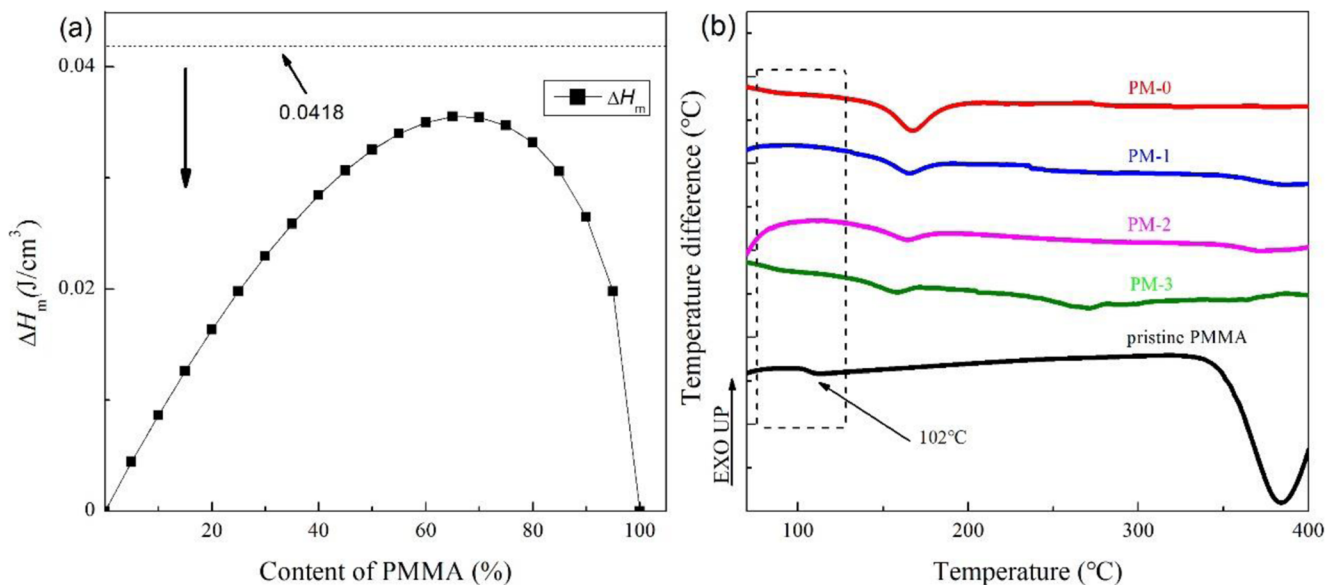 (a)
0.04
0.02
0
0.0418
ΔHm
ΔHm(J/cm³)
20 40 60 80 100
Content of PMMA (%)
(b)
PM-0
PM-1
PM-2
PM-3
pristine PMMA
102℃
EXO UP
Temperature difference (℃)
100 200 300 400
Temperature (℃)